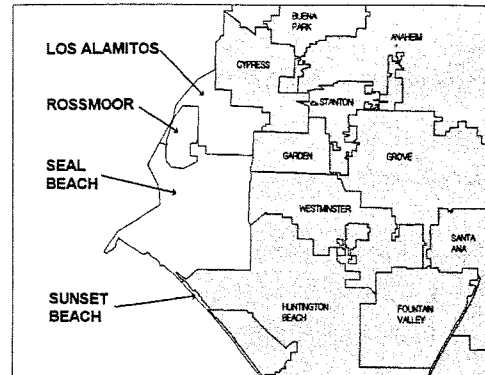 BUENA
PARK
ANAHEIM
LOS ALAMITOS
CYPRESS
ROSSMOOR
STANTON
GARDEN
GROVE
SEAL
BEACH
WESTMINSTER
SANTA
ANA
SUNSET
BEACH
HUNTINGTON
BEACH
FOUNTAIN
VALLEY